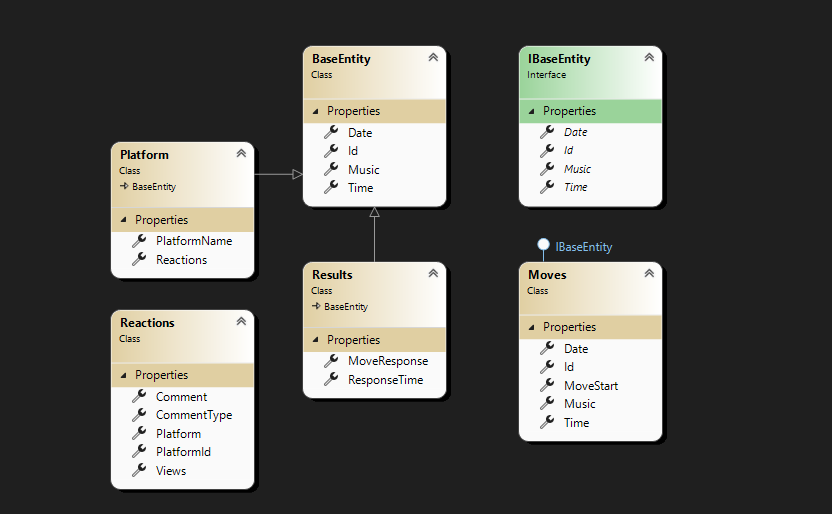 BaseEntity
Class
Properties
Date
Id
Music
Time
IBaseEntity
Interface
Properties
Date
Id
Music
Time
Platform
Class
BaseEntity
Properties
PlatformName
Reactions
Results
Class
BaseEntity
Properties
MoveResponse
ResponseTime
IBaseEntity
Moves
Class
Properties
Date
Id
MoveStart
Music
Time
Reactions
Class
Properties
Comment
CommentType
Platform
PlatformId
Views